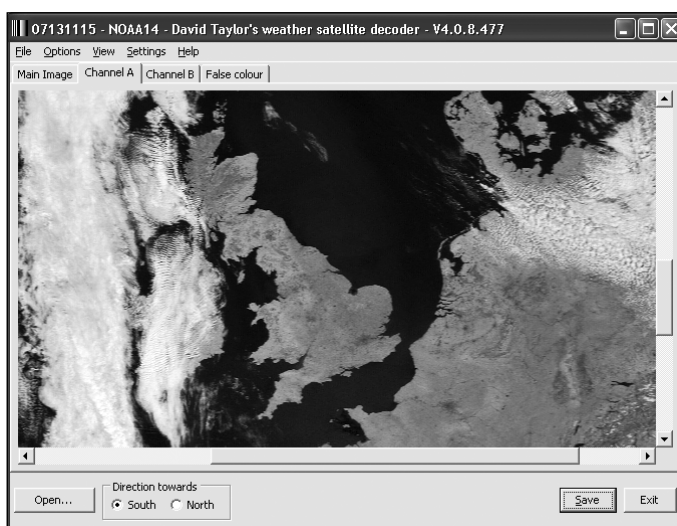 07131115 - NOAA14 - David Taylor's weather satellite decoder - V4.0.8.477
File Options View Settings Help
Main Image Channel A Channel B False colour
Direction towards
Open... South North Save Exit